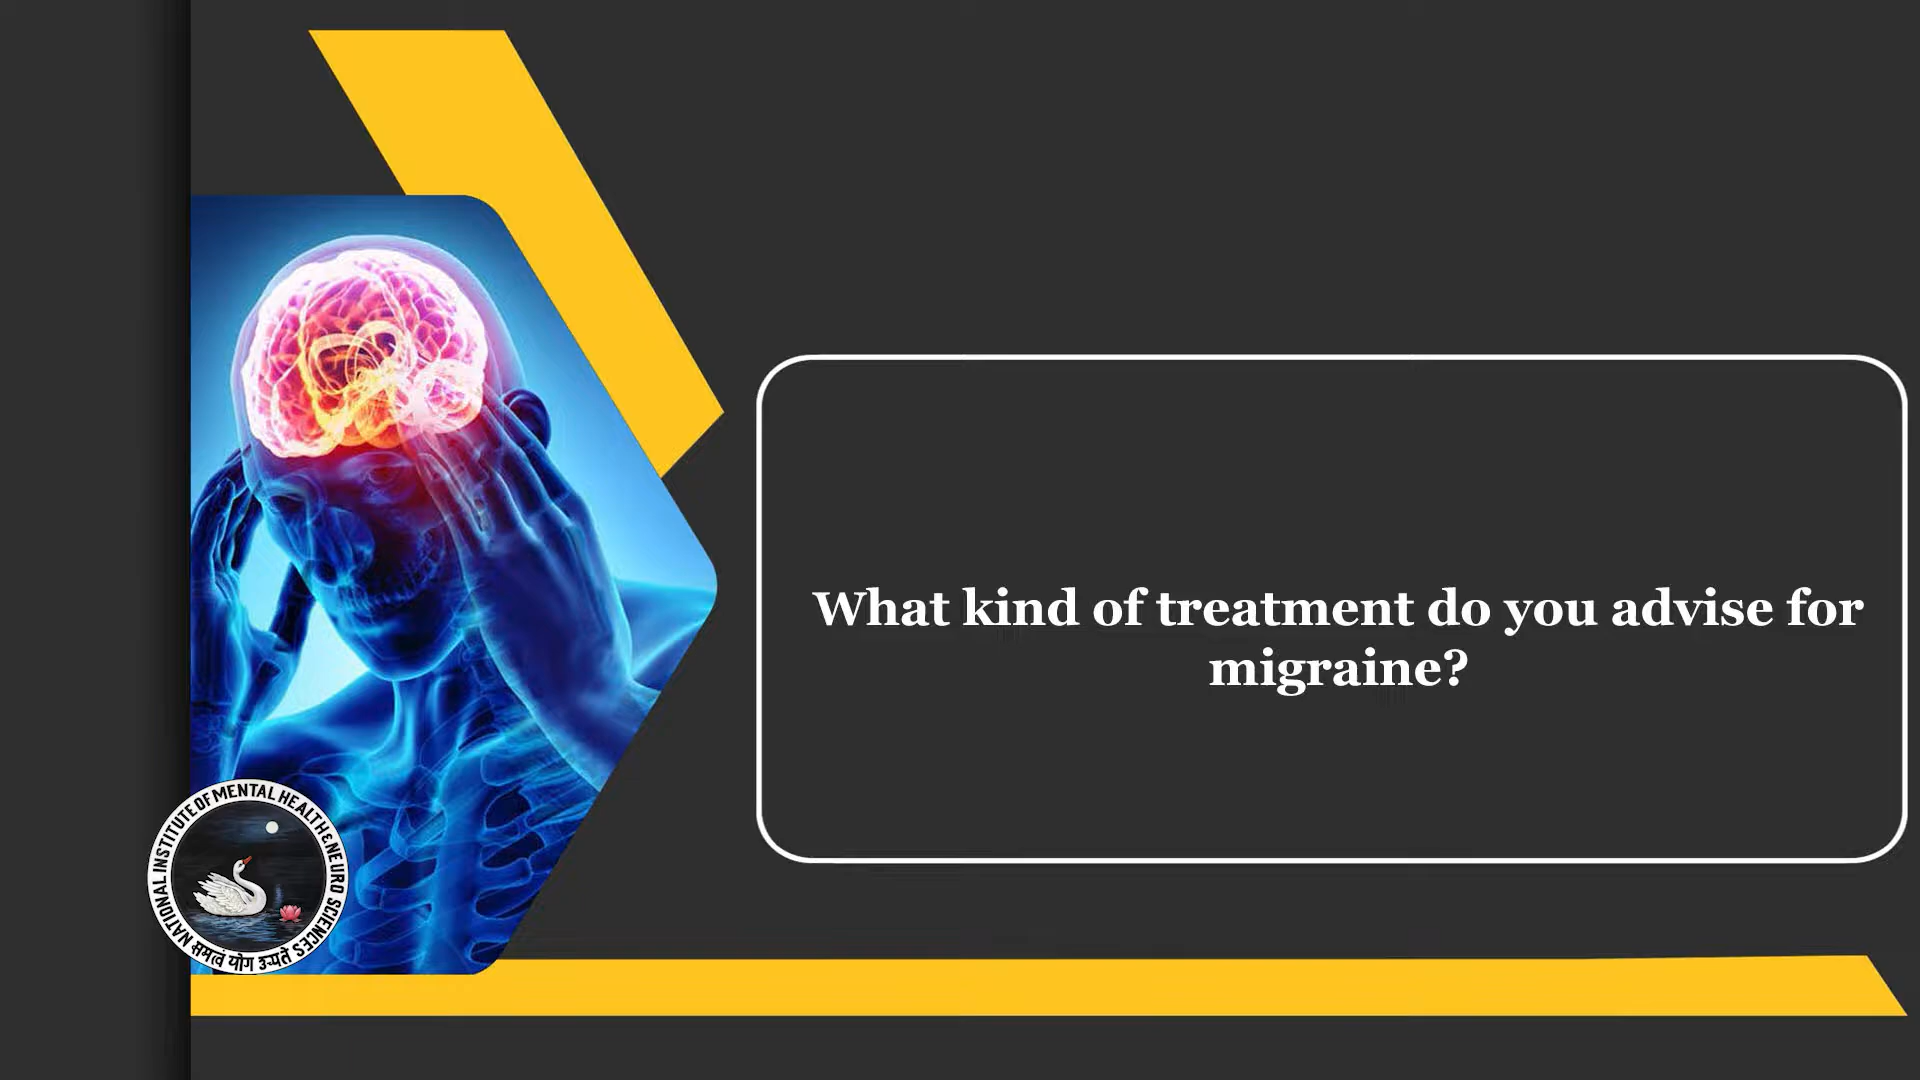 What kind of treatment do you advise for
migraine?
NATIONAL INSTITUTE OF MENTAL HEALTH & NEURO SCIENCES
समत्वं योग उच्यते